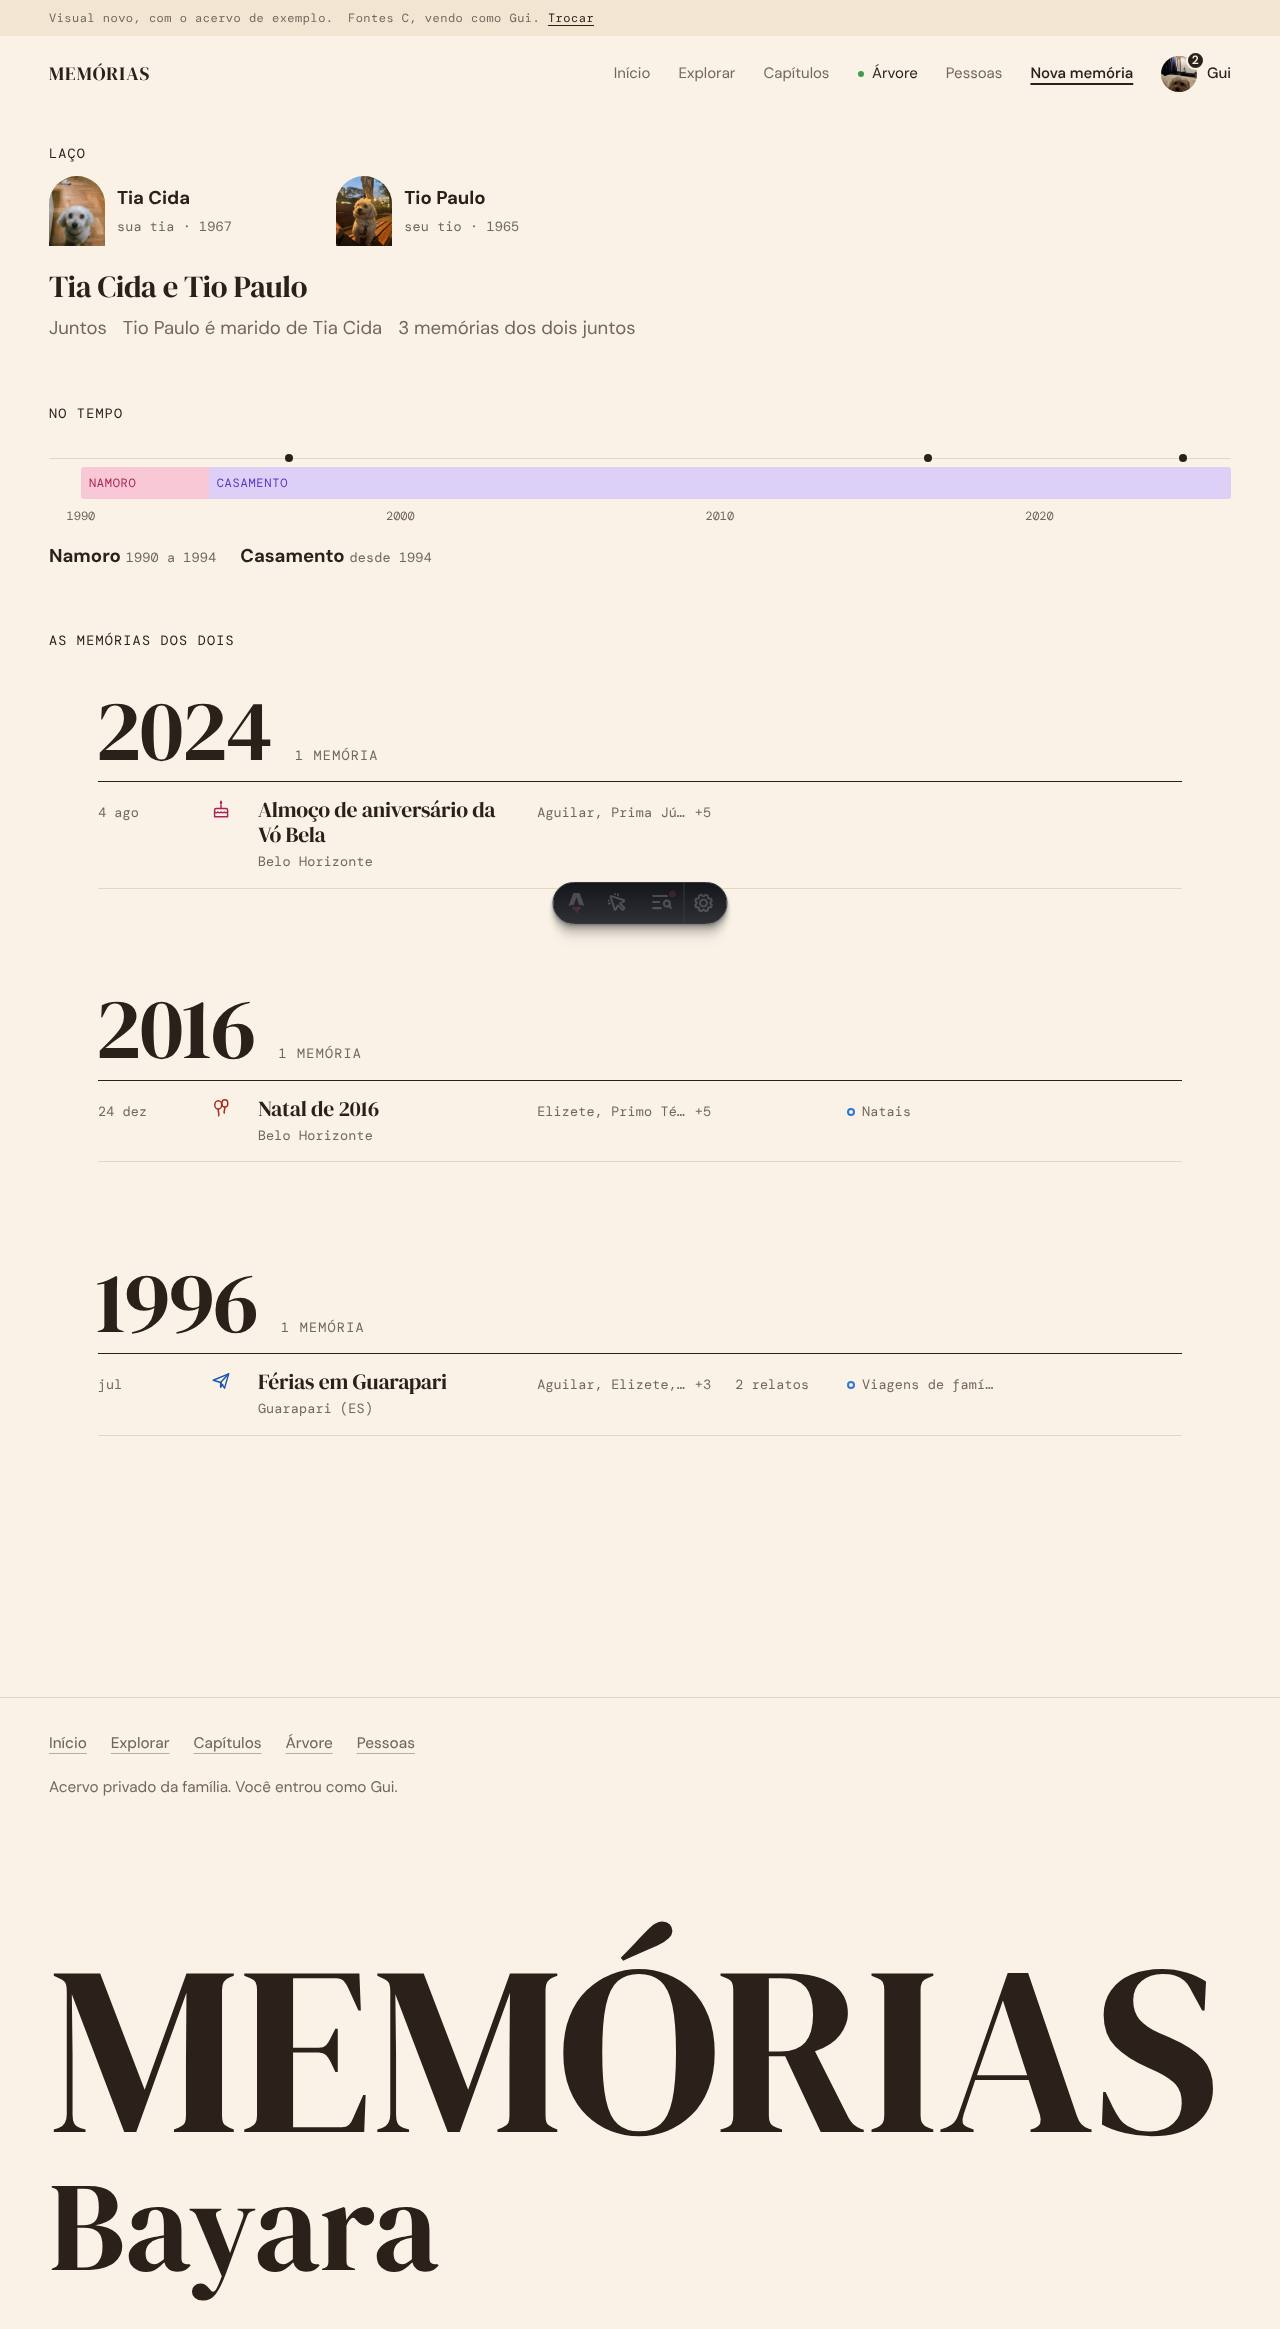 Visual novo, com o acervo de exemplo. Fontes C, vendo como Gui. Trocar
MEMÓRIAS
Início Explorar Capítulos Árvore Pessoas Nova memória 2 Gui
LAÇO
Tia Cida
sua tia · 1967
Tio Paulo
seu tio · 1965
Tia Cida e Tio Paulo
Juntos Tio Paulo é marido de Tia Cida 3 memórias dos dois juntos
NO TEMPO
NAMORO CASAMENTO
1990 2000 2010 2020
Namoro 1990 a 1994 Casamento desde 1994
AS MEMÓRIAS DOS DOIS
2024 1 MEMÓRIA
4 ago Almoço de aniversário da Aguilar, Prima Jú… +5
Vó Bela
Belo Horizonte
2016 1 MEMÓRIA
24 dez Natal de 2016 Elizete, Primo Té… +5 Natais
Belo Horizonte
1996 1 MEMÓRIA
jul Férias em Guarapari Aguilar, Elizete,… +3 2 relatos Viagens de famí…
Guarapari (ES)
Início Explorar Capítulos Árvore Pessoas
Acervo privado da família. Você entrou como Gui.
MEMÓRIAS
Bayara